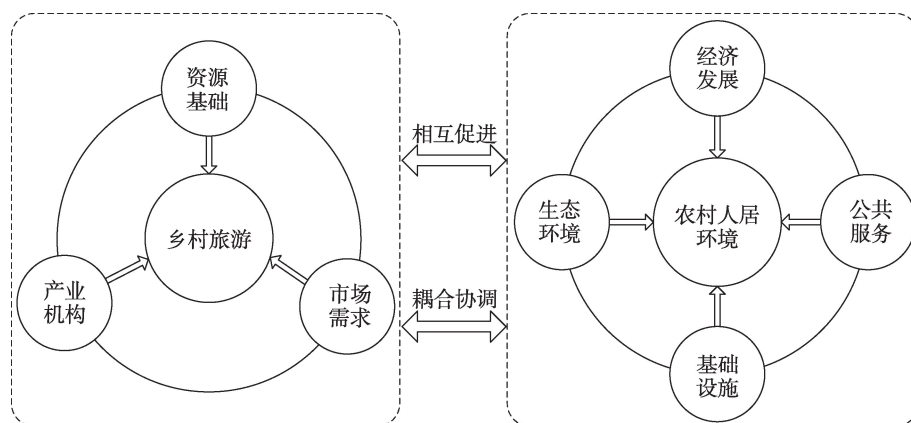 资源
基础
乡村旅游
产业
机构
市场
需求
相互促进
耦合协调
经济
发展
生态
环境
农村人居
环境
公共
服务
基础
设施